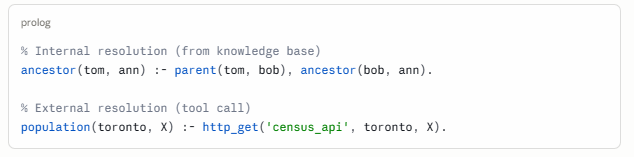 prolog
% Internal resolution (from knowledge base)
ancestor(tom, ann) :- parent(tom, bob), ancestor(bob, ann).
% External resolution (tool call)
population(toronto, X) :- http_get('census_api', toronto, X).